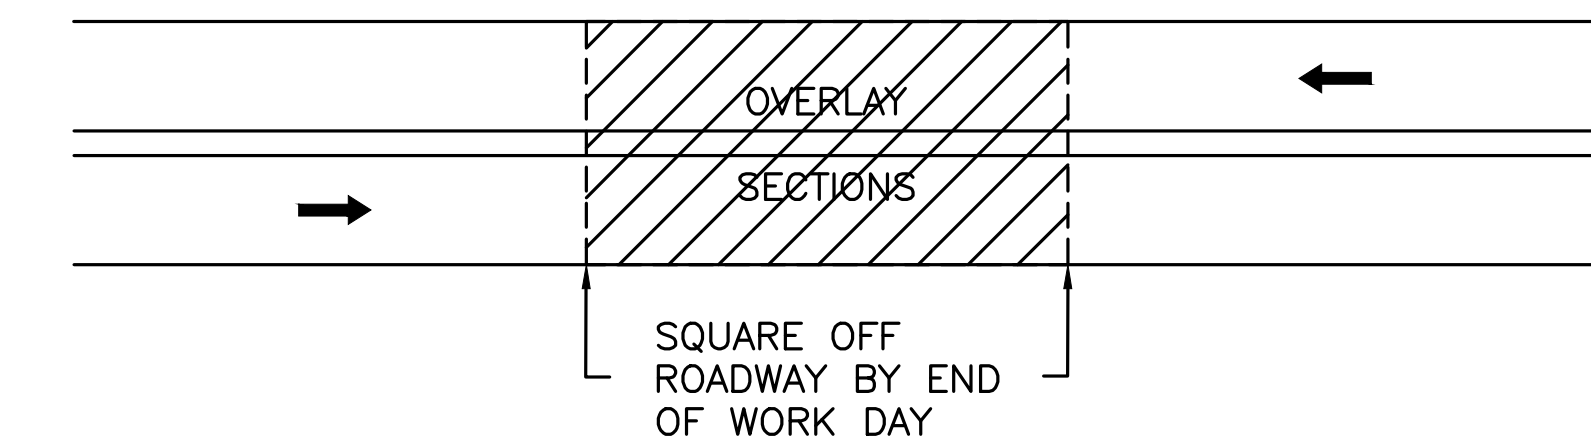 OVERLAY
SECTIONS
SQUARE OFF
ROADWAY BY END
OF WORK DAY